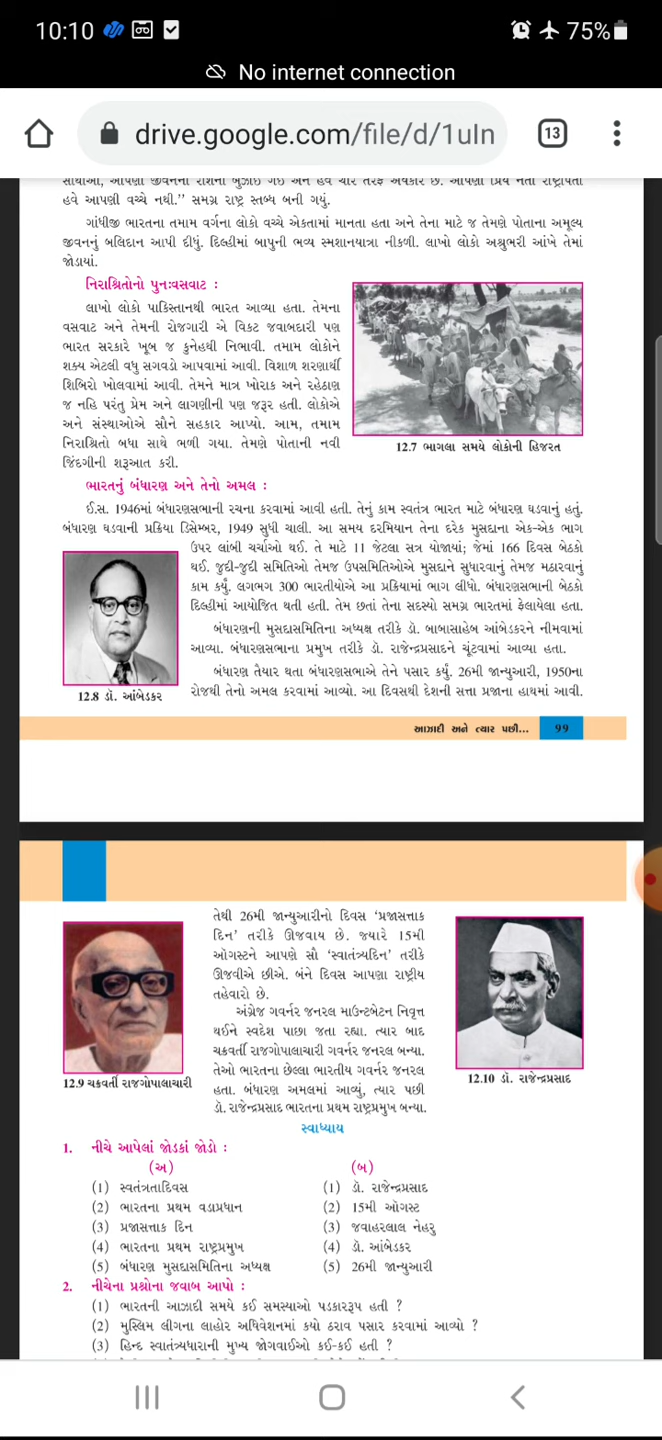 10:10
75%
No internet connection
drive.google.com/file/d/1uIn
13
હવે આપણી વચ્ચે નથી.'' સમગ્ર રાષ્ટ્ર સ્તબ્ધ બની ગયું.
ગાંધીજી ભારતના તમામ વર્ગના લોકો વચ્ચે એકતામાં માનતા હતા અને તેના માટે જ તેમણે પોતાના અમૂલ્ય
જીવનનું બલિદાન આપી દીધું. દિલ્હીમાં બાપુની ભવ્ય સ્મશાનયાત્રા નીકળી. લાખો લોકો અશ્રુભરી આંખે તેમાં
જોડાયાં.
નિરાશ્રિતોનો પુનઃવસવાટ :
લાખો લોકો પાકિસ્તાનથી ભારત આવ્યા હતા. તેમના
વસવાટ અને તેમની રોજગારી એ વિકટ જવાબદારી પણ
ભારત સરકારે ખૂબ જ કુનેહથી નિભાવી. તમામ લોકોને
શક્ય એટલી વધુ સગવડો આપવામાં આવી. વિશાળ શરણાર્થી
શિબિરો ખોલવામાં આવી. તેમને માત્ર ખોરાક અને રહેઠાણ
જ નહિ પરંતુ પ્રેમ અને લાગણીની પણ જરૂર હતી. લોકોએ
અને સંસ્થાઓએ સૌને સહકાર આપ્યો. આમ, તમામ
નિરાશ્રિતો બધા સાથે ભળી ગયા. તેમણે પોતાની નવી
જિંદગીની શરૂઆત કરી.
12.7 ભાગલા સમયે લોકોની હિજરત
ભારતનું બંધારણ અને તેનો અમલ :
ઈ.સ. 1946માં બંધારણસભાની રચના કરવામાં આવી હતી. તેનું કામ સ્વતંત્ર ભારત માટે બંધારણ ઘડવાનું હતું.
બંધારણ ઘડવાની પ્રક્રિયા ડિસેમ્બર, 1949 સુધી ચાલી. આ સમય દરમિયાન તેના દરેક મુસદાના એક-એક ભાગ
ઉપર લાંબી ચર્ચાઓ થઈ. તે માટે 11 જેટલા સત્ર યોજાયાં; જેમાં 166 દિવસ બેઠકો
થઈ. જુદી-જુદી સમિતિઓ તેમજ ઉપસમિતિઓએ મુસદાને સુધારવાનું તેમજ મઠારવાનું
કામ કર્યું. લગભગ 300 ભારતીયોએ આ પ્રક્રિયામાં ભાગ લીધો. બંધારણસભાની બેઠકો
દિલ્હીમાં આયોજિત થતી હતી. તેમ છતાં તેના સદસ્યો સમગ્ર ભારતમાં ફેલાયેલા હતા.
બંધારણની મુસદાસમિતિના અધ્યક્ષ તરીકે ડૉ. બાબાસાહેબ આંબેડકરને નીમવામાં
આવ્યા. બંધારણસભાના પ્રમુખ તરીકે ડૉ. રાજેન્દ્રપ્રસાદને ચૂંટવામાં આવ્યા હતા.
બંધારણ તૈયાર થતા બંધારણસભાએ તેને પસાર કર્યું. 26મી જાન્યુઆરી, 1950ના
રોજથી તેનો અમલ કરવામાં આવ્યો. આ દિવસથી દેશની સત્તા પ્રજાના હાથમાં આવી.
12.8 ડૉ. આંબેડકર
આઝાદી અને ત્યાર પછી... 99
તેથી 26મી જાન્યુઆરીનો દિવસ 'પ્રજાસત્તાક
દિન' તરીકે ઊજવાય છે. જ્યારે 15મી
ઑગસ્ટને આપણે સૌ 'સ્વાતંત્ર્યદિન' તરીકે
ઊજવીએ છીએ. બંને દિવસ આપણા રાષ્ટ્રીય
તહેવારો છે.
અંગ્રેજ ગવર્નર જનરલ માઉન્ટબેટન નિવૃત્ત
થઈને સ્વદેશ પાછા જતા રહ્યા. ત્યાર બાદ
ચક્રવર્તી રાજગોપાલાચારી ગવર્નર જનરલ બન્યા.
તેઓ ભારતના છેલ્લા ભારતીય ગવર્નર જનરલ
હતા. બંધારણ અમલમાં આવ્યું, ત્યાર પછી
ડૉ. રાજેન્દ્રપ્રસાદ ભારતના પ્રથમ રાષ્ટ્રપ્રમુખ બન્યા.
12.9 ચક્રવર્તી રાજગોપાલાચારી
12.10 ડૉ. રાજેન્દ્રપ્રસાદ
સ્વાધ્યાય
1. નીચે આપેલાં જોડકાં જોડો :
(અ) (બ)
(1) સ્વતંત્રતાદિવસ (1) ડૉ. રાજેન્દ્રપ્રસાદ
(2) ભારતના પ્રથમ વડાપ્રધાન (2) 15મી ઑગસ્ટ
(3) પ્રજાસત્તાક દિન (3) જવાહરલાલ નેહરુ
(4) ભારતના પ્રથમ રાષ્ટ્રપ્રમુખ (4) ડૉ. આંબેડકર
(5) બંધારણ મુસદાસમિતિના અધ્યક્ષ (5) 26મી જાન્યુઆરી
2. નીચેના પ્રશ્નોના જવાબ આપો :
(1) ભારતની આઝાદી સમયે કઈ સમસ્યાઓ પડકારરૂપ હતી ?
(2) મુસ્લિમ લીગના લાહોર અધિવેશનમાં કયો ઠરાવ પસાર કરવામાં આવ્યો ?
(3) હિન્દ સ્વાતંત્ર્યધારાની મુખ્ય જોગવાઈઓ કઈ-કઈ હતી ?